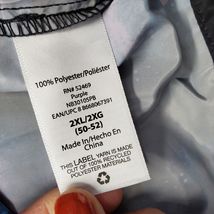 100% Polyester/Poliéster
RN# 52469
Purple
NB3010SPB
EAN/UPC 8 8668067391
2XL/2XG
(50-52)
Made in/Hecho En
China
THIS LABEL YARN IS MADE
OUT OF 100% RECYCLED
POLYESTER MATERIALS